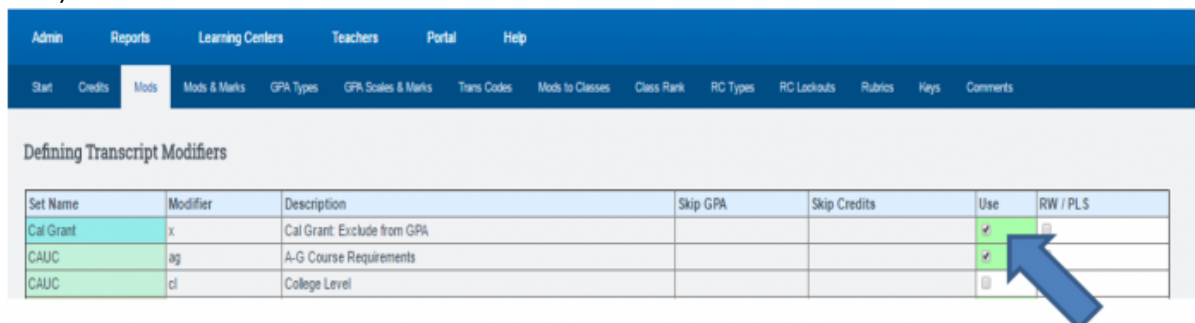 Admin Reports Learning Centers Teachers Portal Help
Start Credits Mods Mods & Marks GPA Types GPA Scales & Marks Trans Codes Mods to Classes Class Rank RC Types RC Lockouts Rubrics Keys Comments
Defining Transcript Modifiers
Set Name Modifier Description Skip GPA Skip Credits Use RW / PLS
Cal Grant x Cal Grant: Exclude from GPA
CAUC ag A-G Course Requirements
CAUC cl College Level